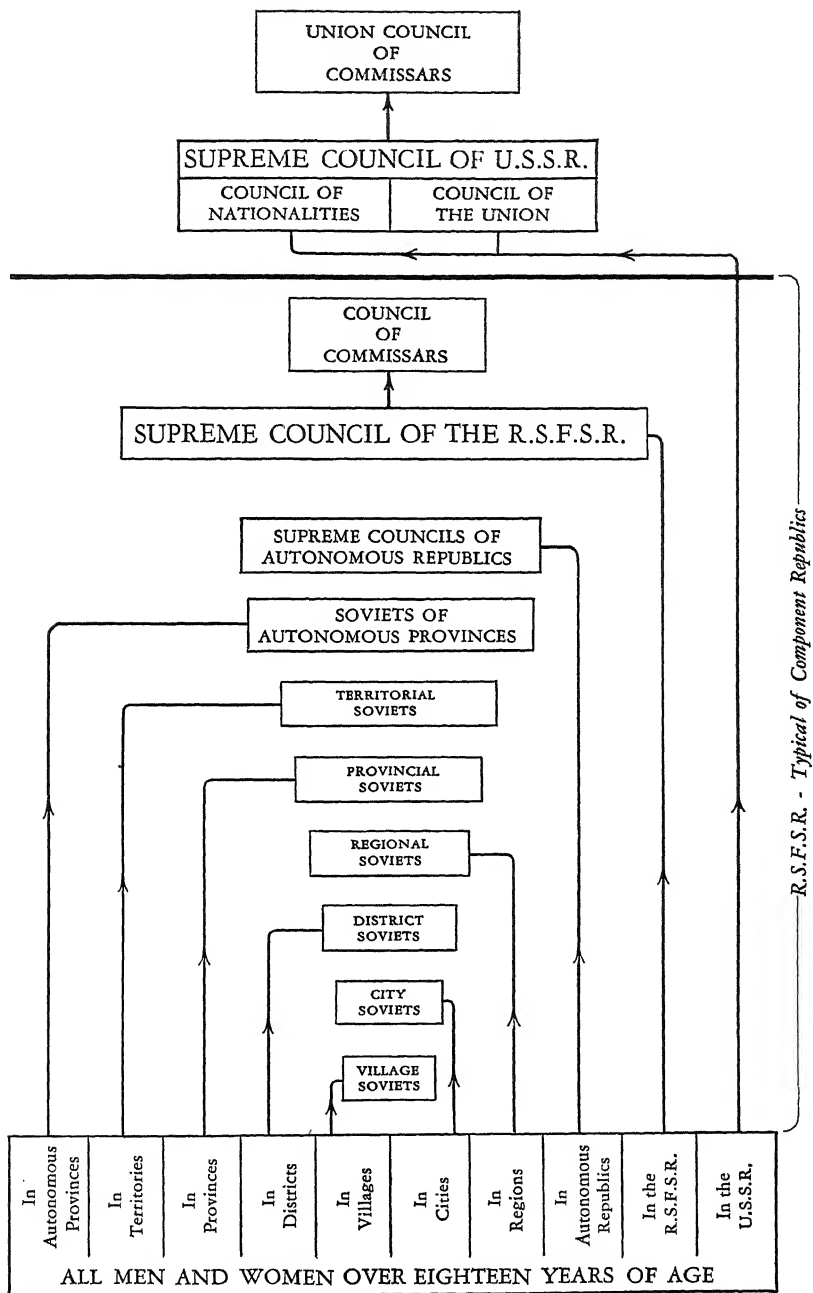 UNION COUNCIL
OF
COMMISSARS
SUPREME COUNCIL OF U.S.S.R.
COUNCIL OF
NATIONALITIES
COUNCIL OF
THE UNION
COUNCIL
OF
COMMISSARS
SUPREME COUNCIL OF THE R.S.F.S.R.
SUPREME COUNCILS OF
AUTONOMOUS REPUBLICS
SOVIETS OF
AUTONOMOUS PROVINCES
TERRITORIAL
SOVIETS
PROVINCIAL
SOVIETS
REGIONAL
SOVIETS
DISTRICT
SOVIETS
CITY
SOVIETS
VILLAGE
SOVIETS
R.S.F.S.R. - Typical of Component Republics
In
Autonomous
Provinces
In
Territories
In
Provinces
In
Districts
In
Villages
In
Cities
In
Regions
In
Autonomous
Republics
In the
R.S.F.S.R.
In the
U.S.S.R.
ALL MEN AND WOMEN OVER EIGHTEEN YEARS OF AGE